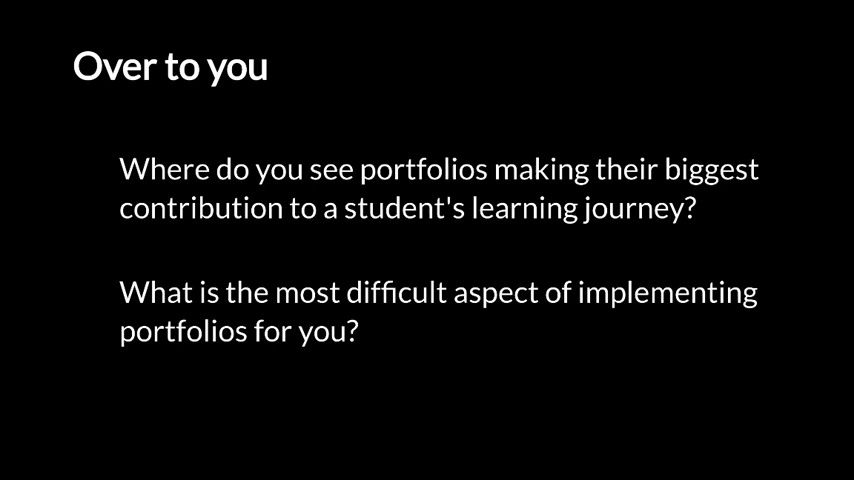 Over to you
Where do you see portfolios making their biggest
contribution to a student's learning journey?
What is the most difficult aspect of implementing
portfolios for you?